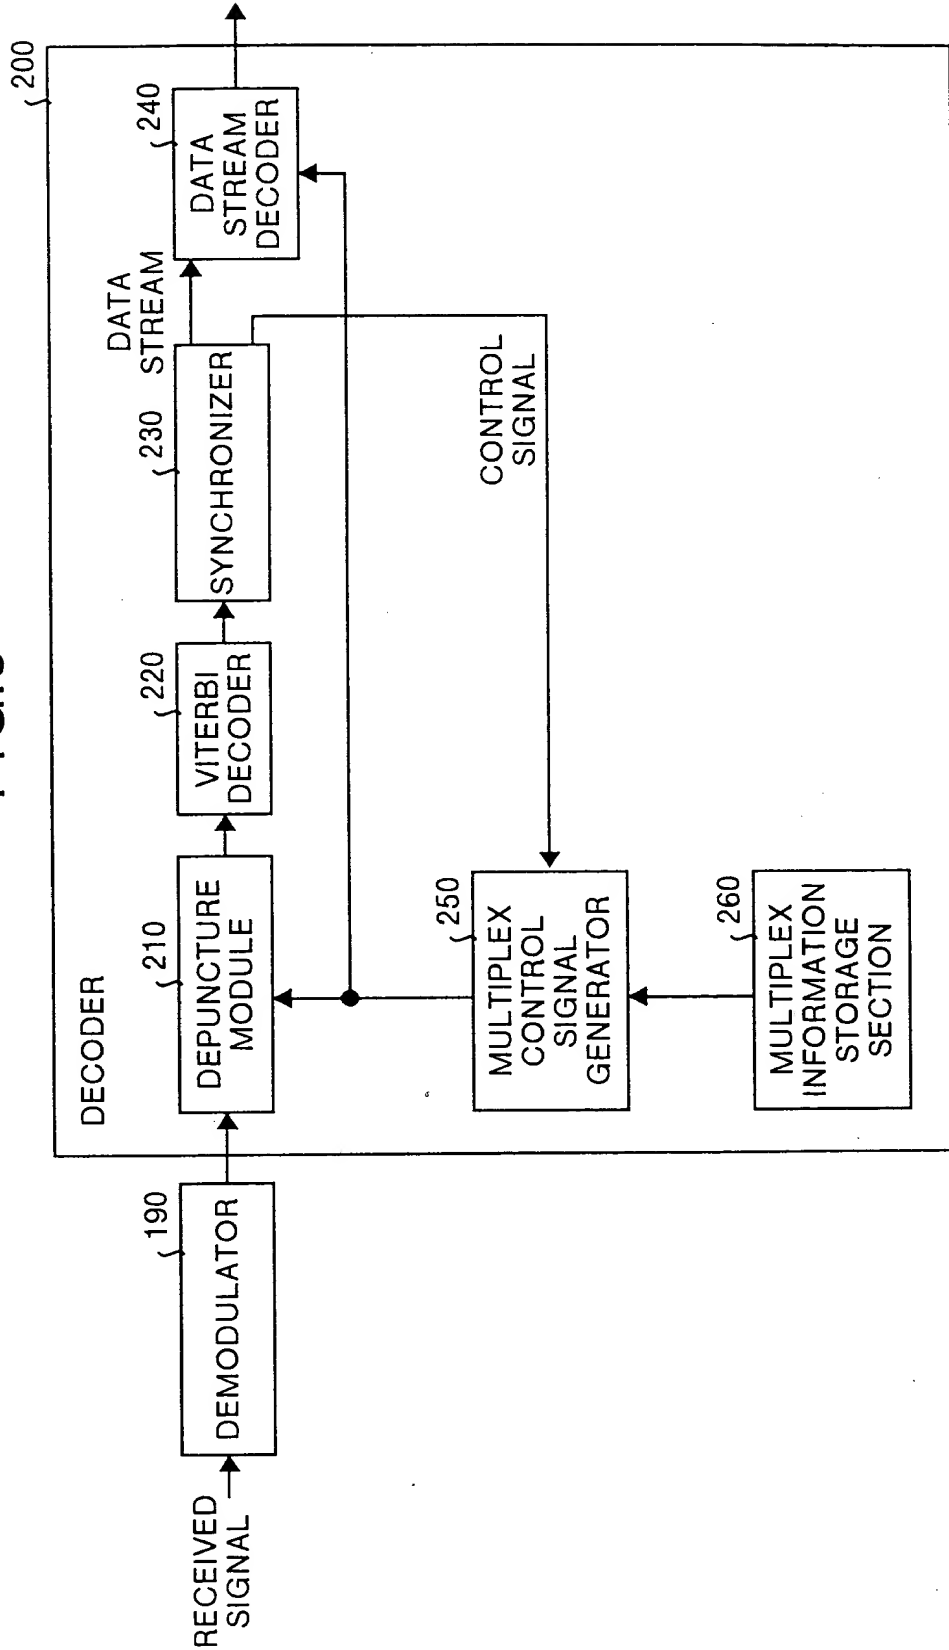 200
DECODER
RECEIVED
SIGNAL
190
DEMODULATOR
210
DEPUNCTURE
MODULE
220
VITERBI
DECODER
230
SYNCHRONIZER
DATA
STREAM
240
DATA
STREAM
DECODER
CONTROL
SIGNAL
250
MULTIPLEX
CONTROL
SIGNAL
GENERATOR
260
MULTIPLEX
INFORMATION
STORAGE
SECTION